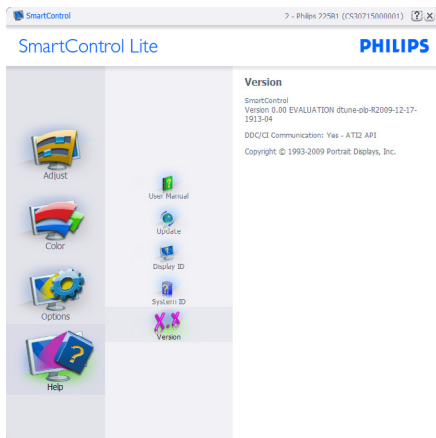 SmartControl
2 - Philips 225B1 (CS30715000001)
SmartControl Lite
PHILIPS
Version
SmartControl
Version 0.00 EVALUATION dtune-plp-R2009-12-17-
1913-04
DDC/CI Communication: Yes - ATI2 API
Copyright © 1993-2009 Portrait Displays, Inc.
Adjust
Color
Options
Help
User Manual
Update
Display ID
System ID
X.X
Version